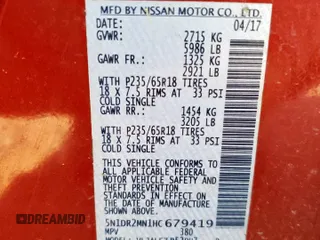 MFD BY NISSAN MOTOR CO., LTD.
DATE: 04/17
GVWR: 2715 KG
5986 LB
GAWR FR: 1325 KG
2921 LB
WITH P235/65R18 TIRES
18 X 7.5 RIMS AT 33 PSI
COLD SINGLE
GAWR RR: 1454 KG
3205 LB
WITH P235/65R18 TIRES
18 X 7.5 RIMS AT 33 PSI
COLD SINGLE
THIS VEHICLE CONFORMS TO
ALL APPLICABLE FEDERAL
MOTOR VEHICLE SAFETY AND
THEFT PREVENTION
STANDARDS IN EFFECT ON
THE DATE OF MANUFACTURE
SHOWN ABOVE.
5N1DR2MN1HC679419
MPV 380
DREAMBID